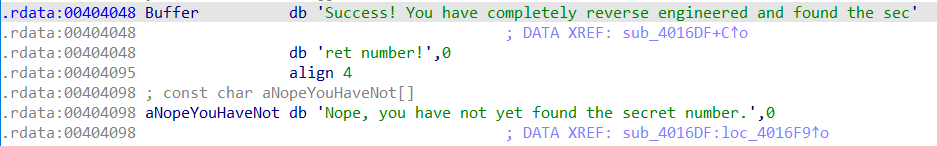 .rdata:00404048 Buffer db 'Success! You have completely reverse engineered and found the sec'
.rdata:00404048 ; DATA XREF: sub_4016DF+C↑o
.rdata:00404048 db 'ret number!',0
.rdata:00404095 align 4
.rdata:00404098 ; const char aNopeYouHaveNot[]
.rdata:00404098 aNopeYouHaveNot db 'Nope, you have not yet found the secret number.',0
.rdata:00404098 ; DATA XREF: sub_4016DF:loc_4016F9↑o